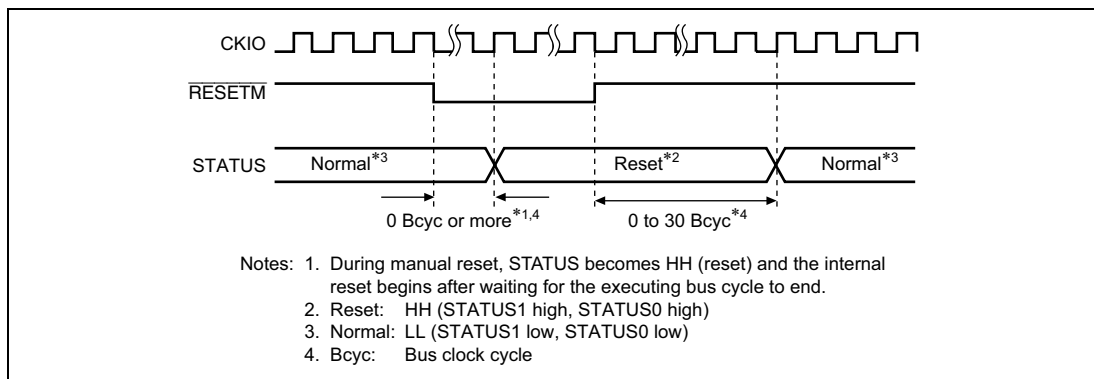 CKIO
RESETM
STATUS Normal*3 Reset*2 Normal*3
0 Bcyc or more*1,4 0 to 30 Bcyc*4
Notes: 1. During manual reset, STATUS becomes HH (reset) and the internal
reset begins after waiting for the executing bus cycle to end.
2. Reset: HH (STATUS1 high, STATUS0 high)
3. Normal: LL (STATUS1 low, STATUS0 low)
4. Bcyc: Bus clock cycle